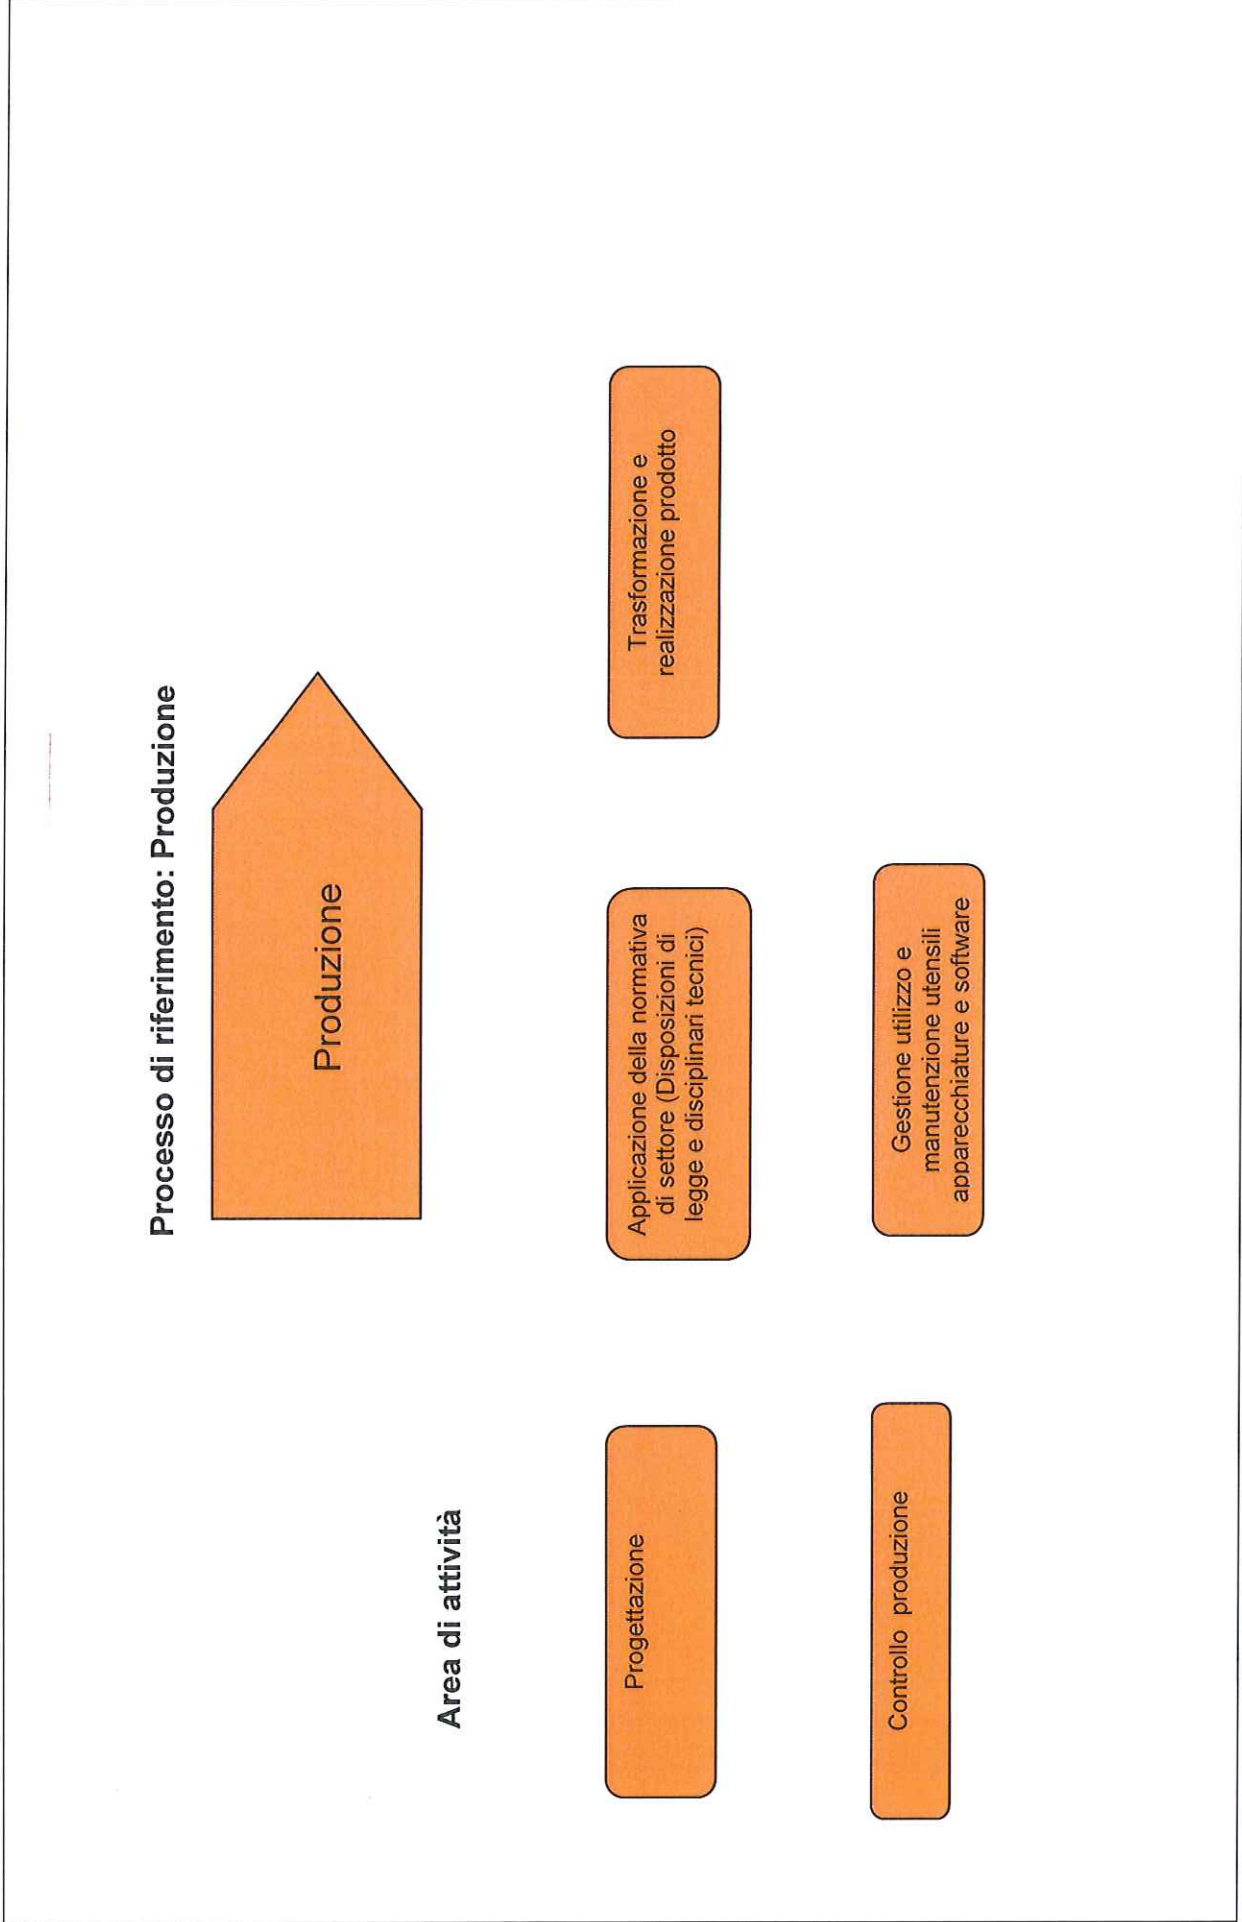 Processo di riferimento: Produzione
Produzione
Area di attività
Progettazione
Applicazione della normativa
di settore (Disposizioni di
legge e disciplinari tecnici)
Trasformazione e
realizzazione prodotto
Controllo produzione
Gestione utilizzo e
manutenzione utensili
apparecchiature e software